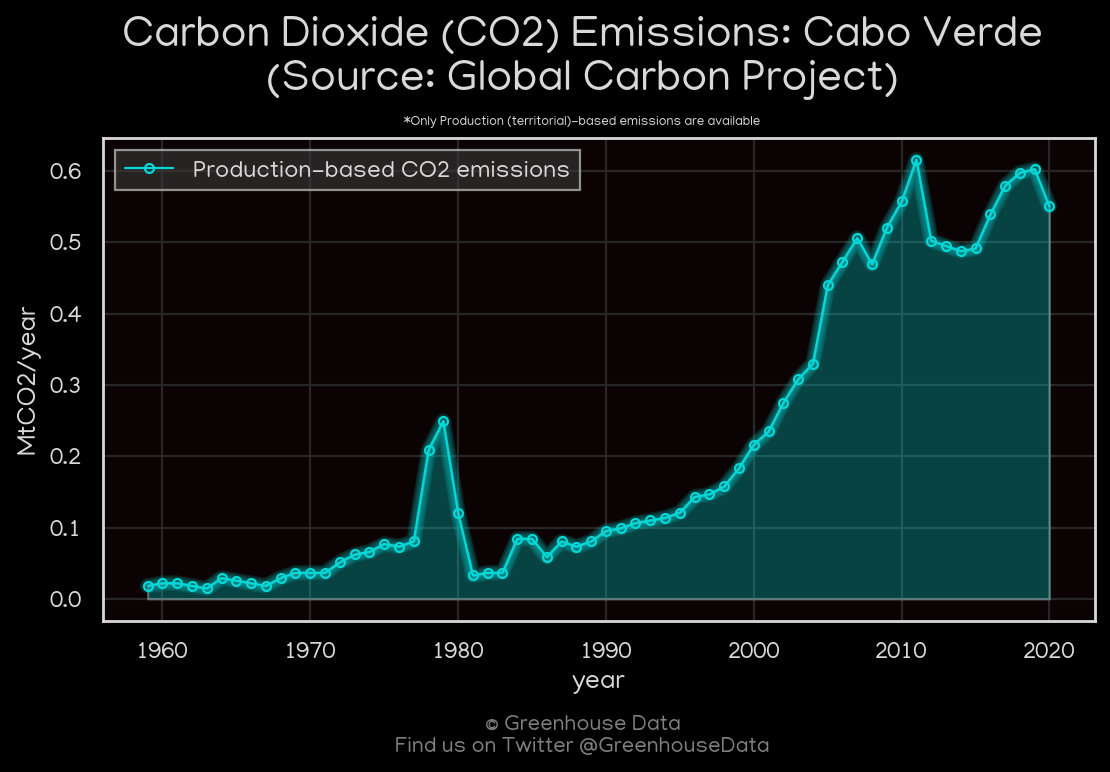 Carbon Dioxide (CO2) Emissions: Cabo Verde
(Source: Global Carbon Project)
*Only Production (territorial)-based emissions are available
Production-based CO2 emissions
0.6
0.5
0.4
0.3
0.2
0.1
0.0
MtCO2/year
1960 1970 1980 1990 2000 2010 2020
year
© Greenhouse Data
Find us on Twitter @GreenhouseData